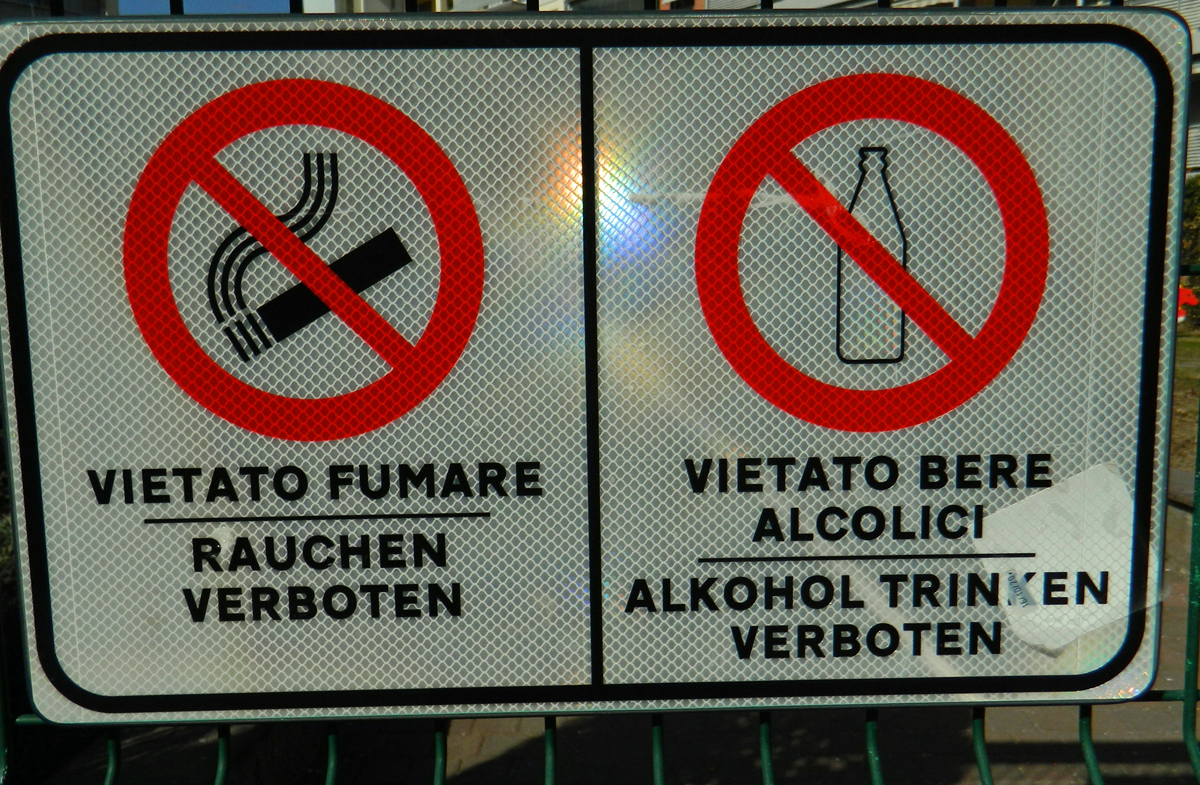 VIETATO FUMARE
RAUCHEN
VERBOTEN
VIETATO BERE
ALCOLICI
ALKOHOL TRINKEN
VERBOTEN